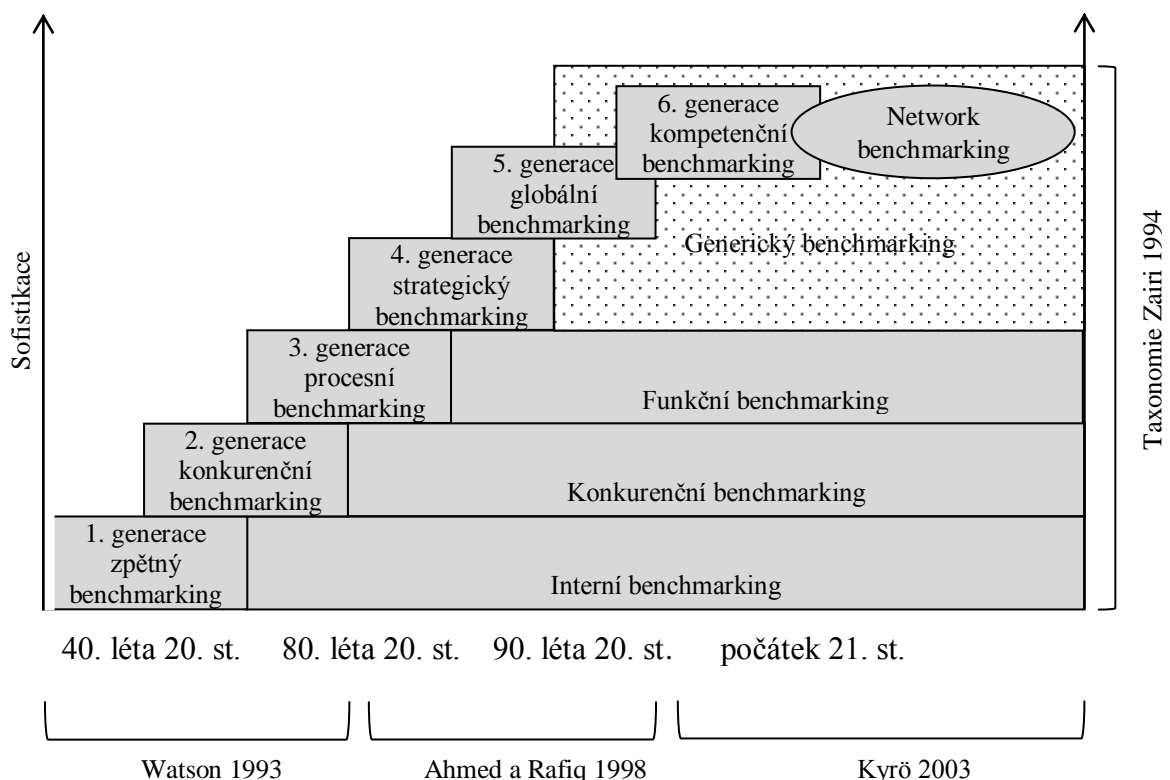 6. generace
kompetenční
benchmarking
Network
benchmarking
5. generace
globální
benchmarking
Generický benchmarking
4. generace
strategický
benchmarking
3. generace
procesní
benchmarking
Funkční benchmarking
2. generace
konkurenční
benchmarking
Konkurenční benchmarking
1. generace
zpětný
benchmarking
Interní benchmarking
Sofistikace
Taxonomie Zairi 1994
40. léta 20. st. 80. léta 20. st. 90. léta 20. st. počátek 21. st.
Watson 1993 Ahmed a Rafiq 1998 Kyrö 2003